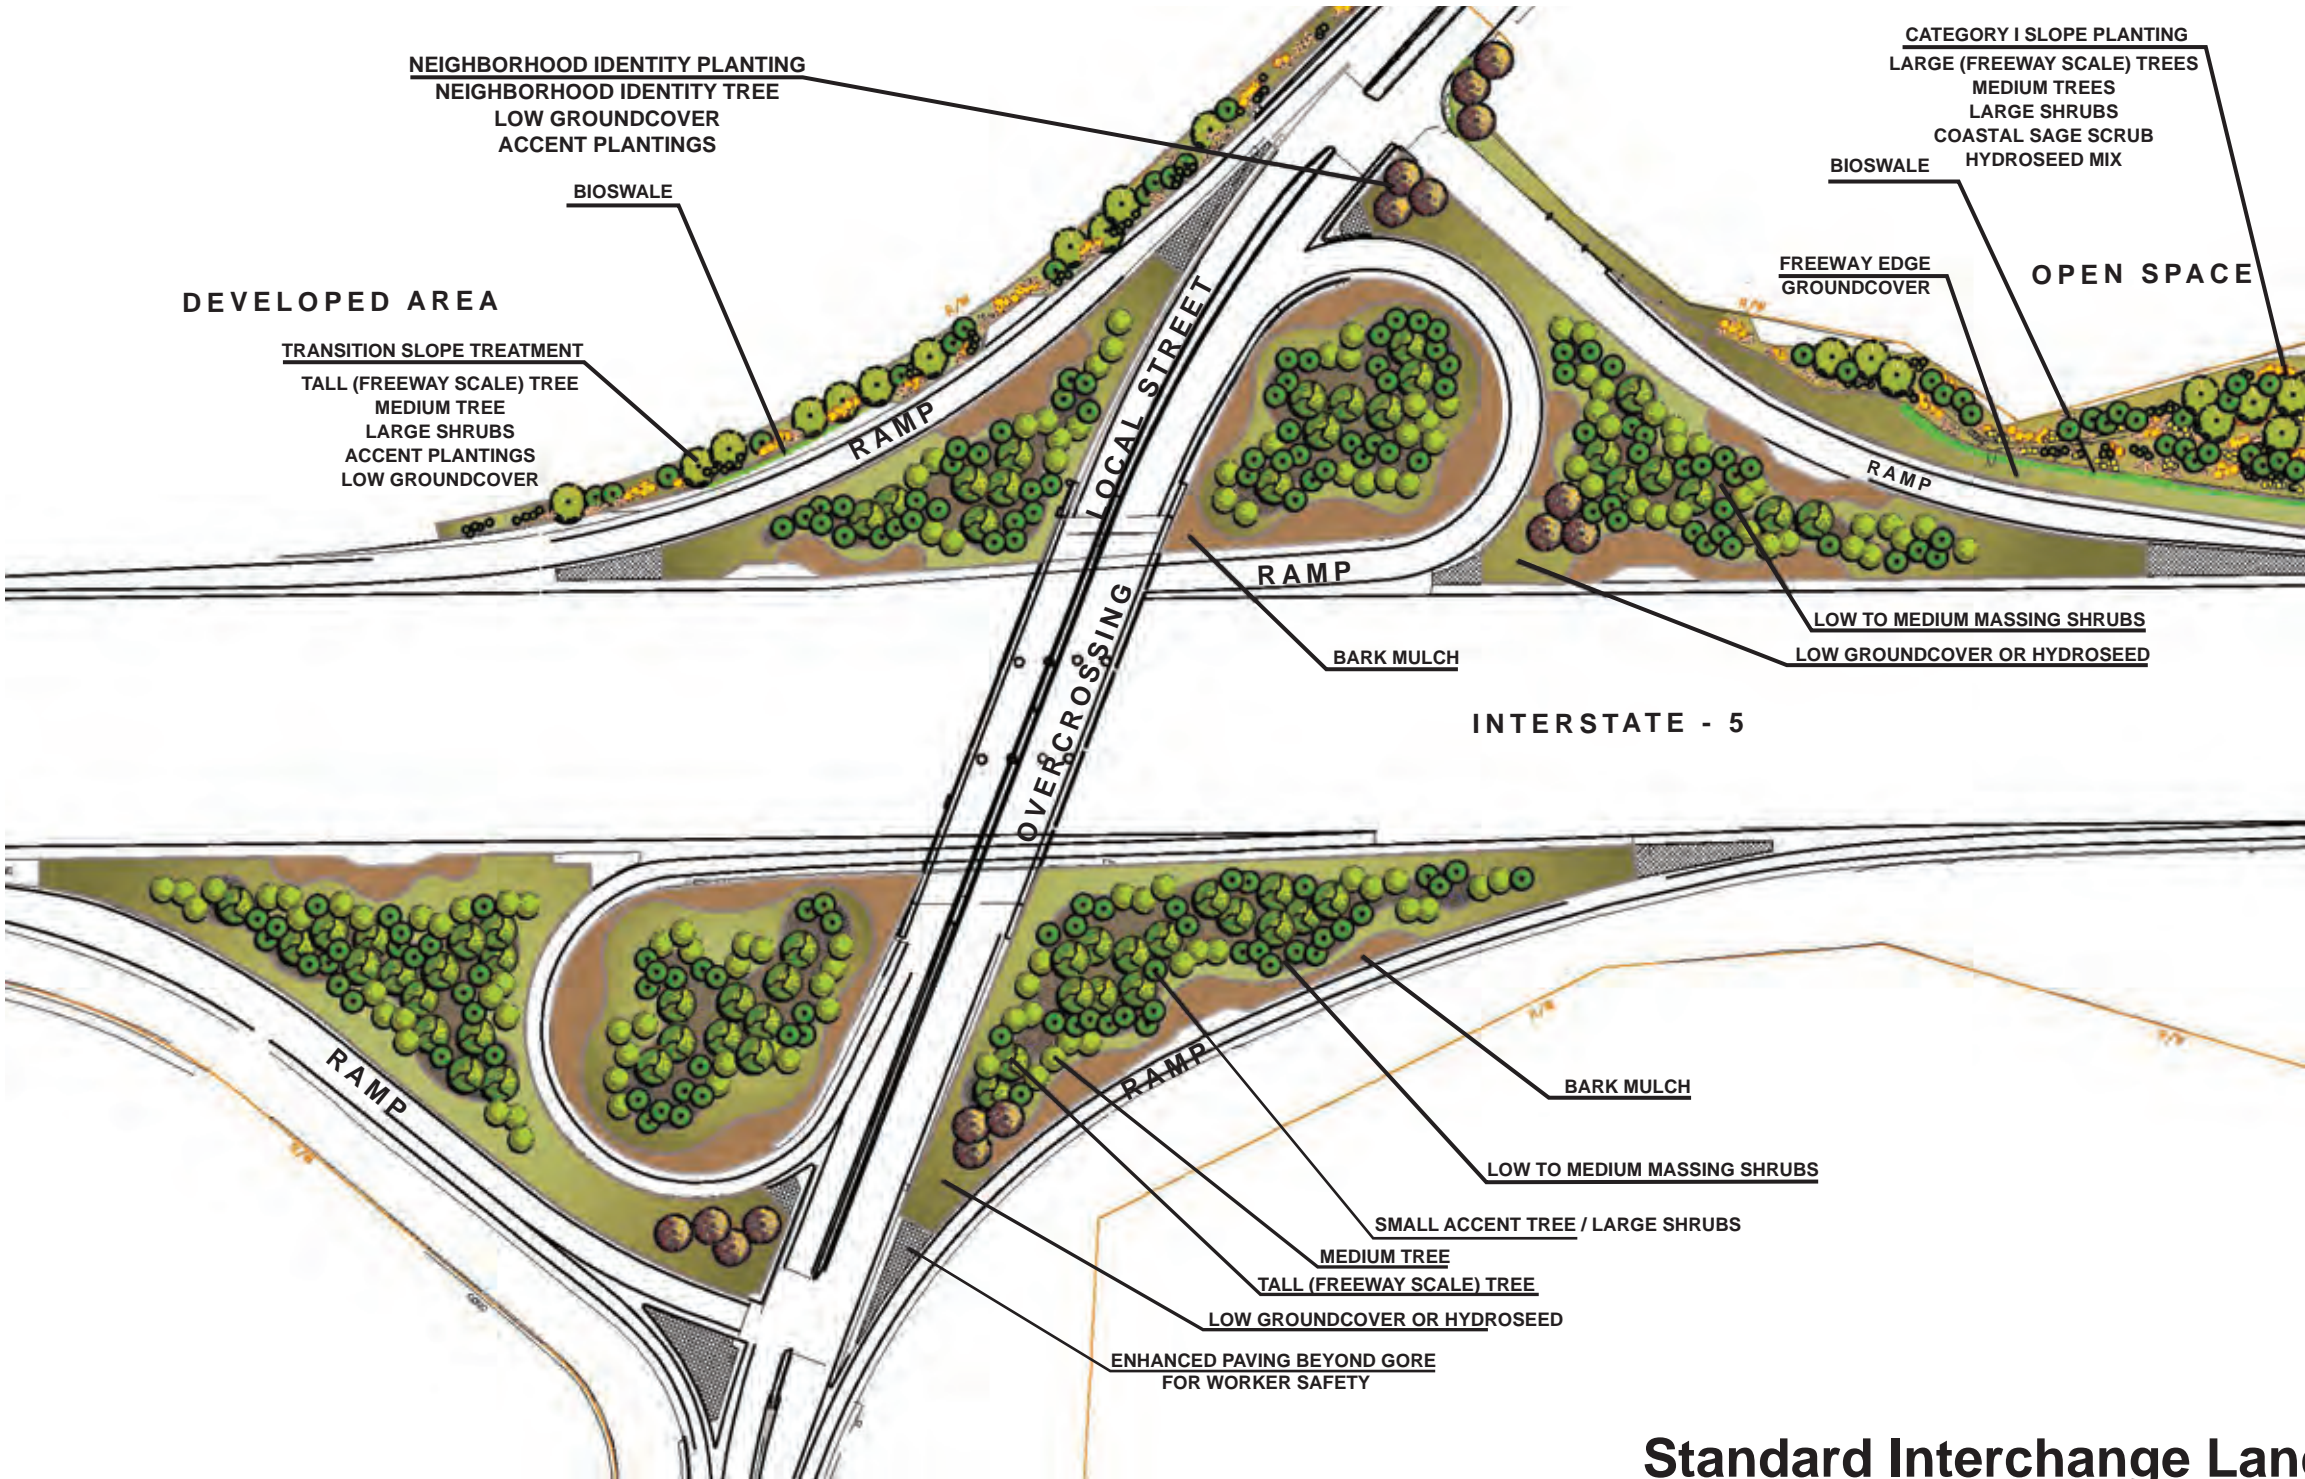 NEIGHBORHOOD IDENTITY PLANTING
NEIGHBORHOOD IDENTITY TREE
LOW GROUNDCOVER
ACCENT PLANTINGS
BIOSWALE
DEVELOPED AREA
TRANSITION SLOPE TREATMENT
TALL (FREEWAY SCALE) TREE
MEDIUM TREE
LARGE SHRUBS
ACCENT PLANTINGS
LOW GROUNDCOVER
CATEGORY I SLOPE PLANTING
LARGE (FREEWAY SCALE) TREES
MEDIUM TREES
LARGE SHRUBS
COASTAL SAGE SCRUB
HYDROSEED MIX
BIOSWALE
FREEWAY EDGE
GROUNDCOVER
OPEN SPACE
R/W
R/W
RAMP
LOCAL STREET
RAMP
RAMP
OVERCROSSING
LOW TO MEDIUM MASSING SHRUBS
BARK MULCH
LOW GROUNDCOVER OR HYDROSEED
INTERSTATE - 5
RAMP
RAMP
R/W
R/W
R/W
BARK MULCH
LOW TO MEDIUM MASSING SHRUBS
SMALL ACCENT TREE / LARGE SHRUBS
MEDIUM TREE
TALL (FREEWAY SCALE) TREE
LOW GROUNDCOVER OR HYDROSEED
ENHANCED PAVING BEYOND GORE
FOR WORKER SAFETY
Standard Interchange Lan